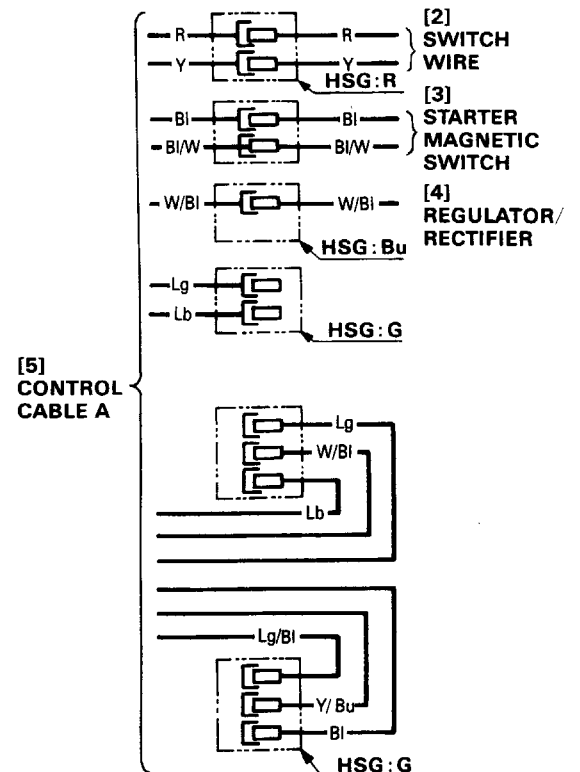 [2]
R R SWITCH
Y Y WIRE
HSG:R
[3]
Bl Bl STARTER
Bl/W Bl/W MAGNETIC
SWITCH
[4]
W/Bl W/Bl REGULATOR/
RECTIFIER
HSG:Bu
Lg
Lb
HSG:G
[5]
CONTROL
CABLE A
Lg
W/Bl
Lb
Lg/Bl
Y/Bu
Bl
HSG:G